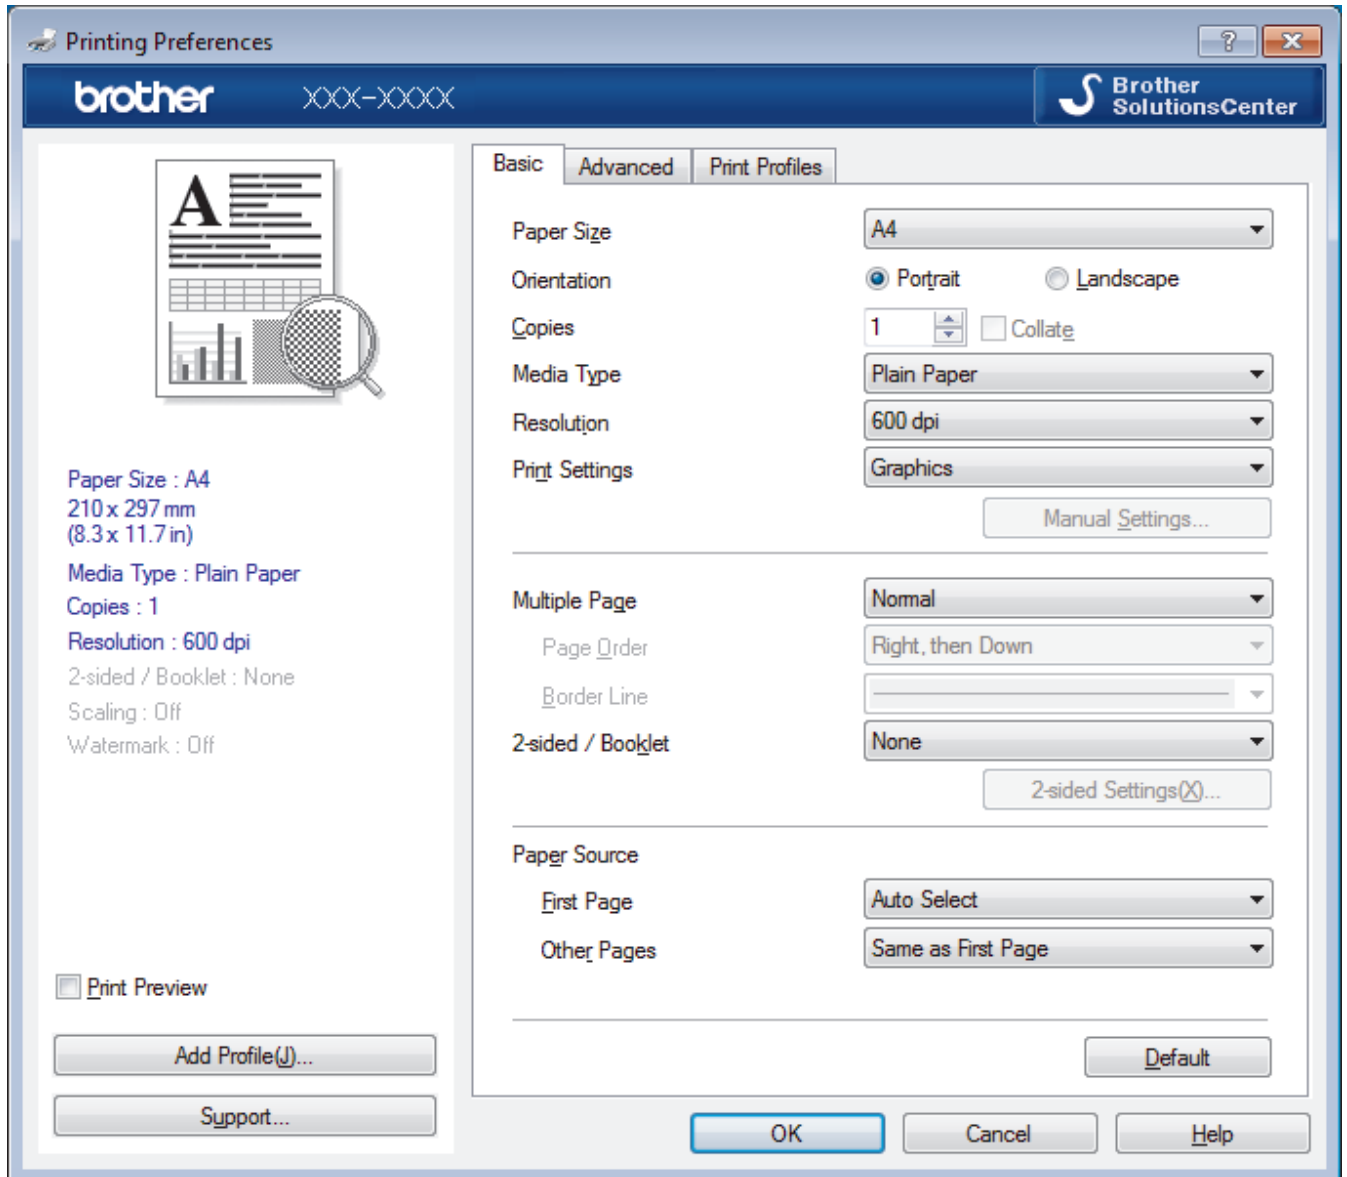 Printing Preferences
brother XXX-XXXX Brother
SolutionsCenter
A
Paper Size : A4
210 x 297 mm
(8.3 x 11.7 in)
Media Type : Plain Paper
Copies : 1
Resolution : 600 dpi
2-sided / Booklet : None
Scaling : Off
Watermark : Off
Print Preview
Add Profile(J)...
Support...
Basic Advanced Print Profiles
Paper Size A4
Orientation Portrait Landscape
Copies 1 Collate
Media Type Plain Paper
Resolution 600 dpi
Print Settings Graphics
Manual Settings...
Multiple Page Normal
Page Order Right, then Down
Border Line
2-sided / Booklet None
2-sided Settings(X)...
Paper Source
First Page Auto Select
Other Pages Same as First Page
Default
OK Cancel Help